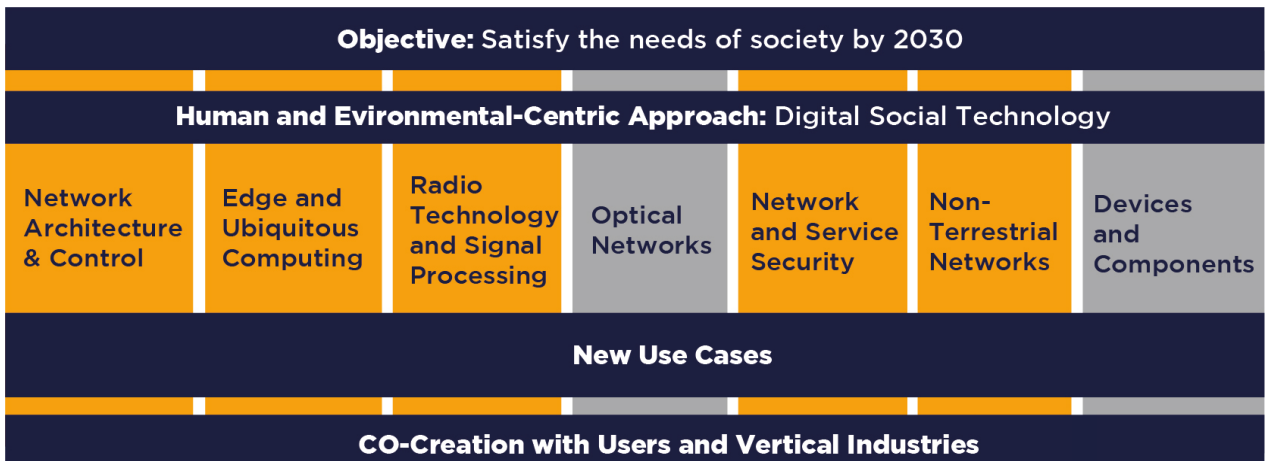 Objective: Satisfy the needs of society by 2030
Human and Evironmental-Centric Approach: Digital Social Technology
Network
Architecture
& Control
Edge and
Ubiquitous
Computing
Radio
Technology
and Signal
Processing
Optical
Networks
Network
and Service
Security
Non-
Terrestrial
Networks
Devices
and
Components
New Use Cases
CO-Creation with Users and Vertical Industries